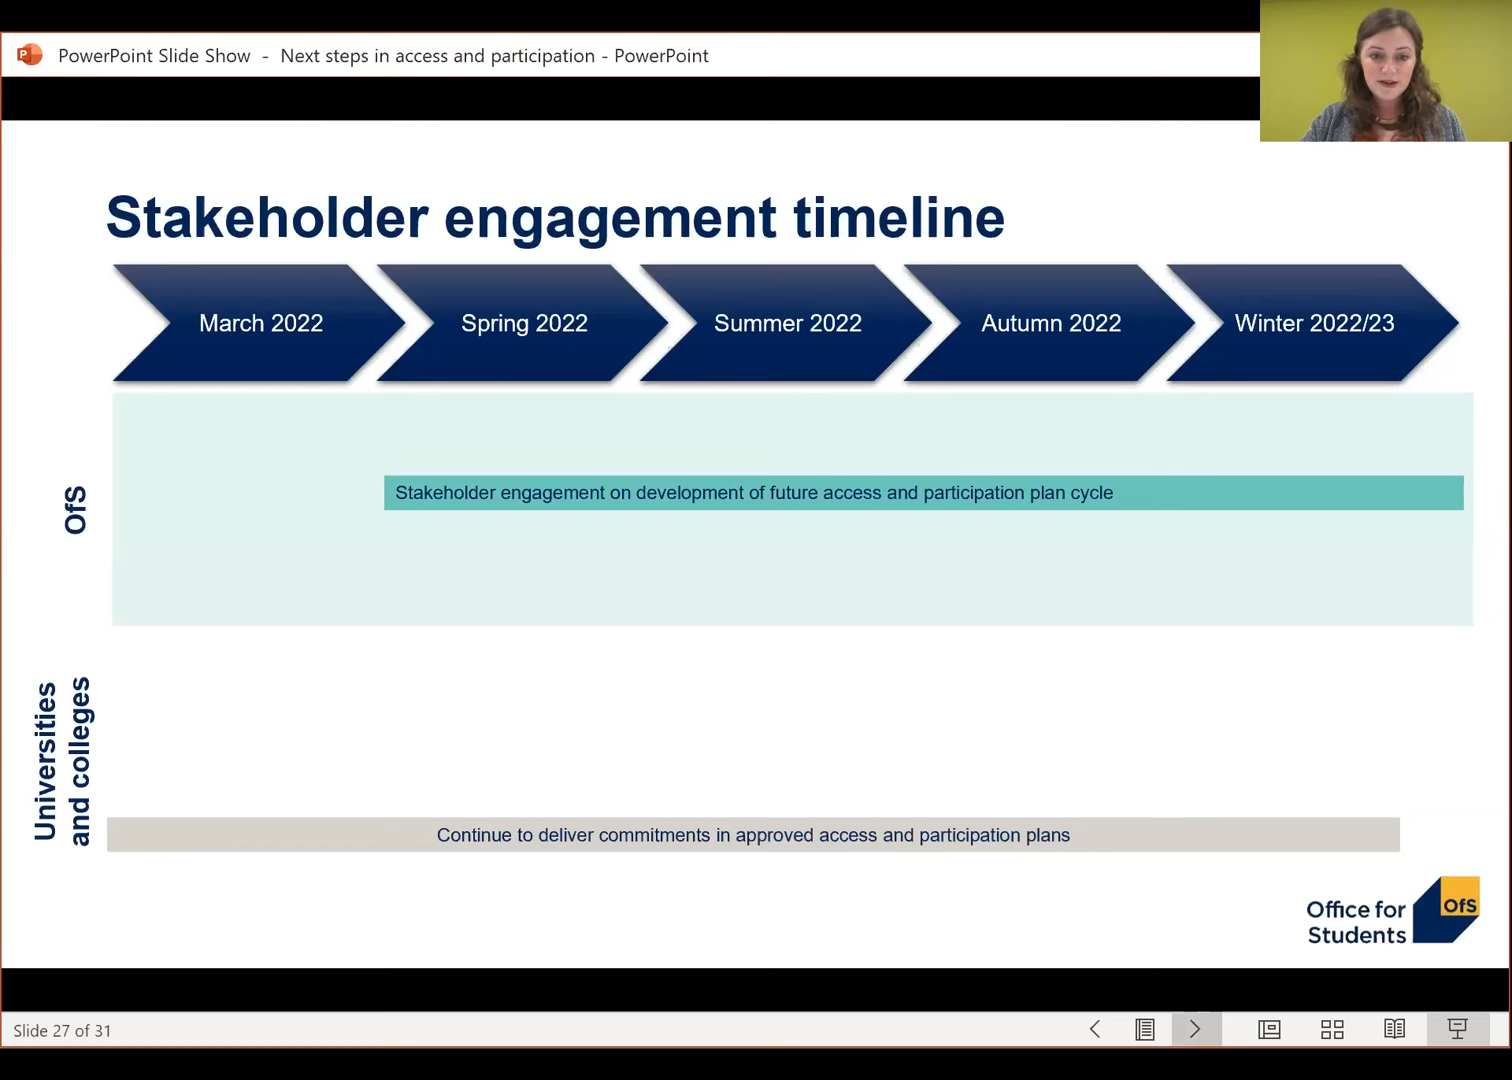 PowerPoint Slide Show - Next steps in access and participation - PowerPoint
Stakeholder engagement timeline
March 2022
Spring 2022
Summer 2022
Autumn 2022
Winter 2022/23
OfS
Stakeholder engagement on development of future access and participation plan cycle
Universities
and colleges
Continue to deliver commitments in approved access and participation plans
Office for
Students
OfS
Slide 27 of 31